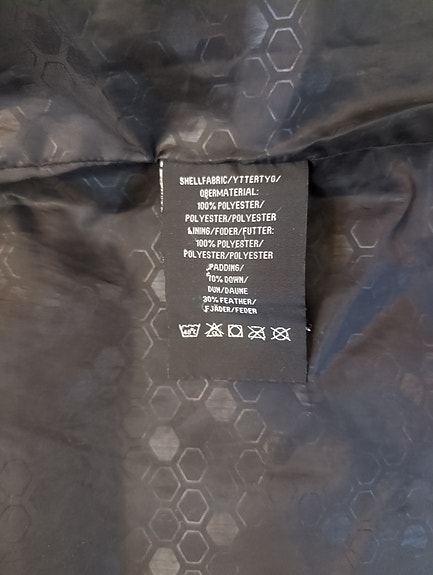 SHELLFABRIC/YTTERTYG/
OBERMATERIAL:
100% POLYESTER/
POLYESTER/POLYESTER
LINING/FODER/FUTTER:
100% POLYESTER/
POLYESTER/POLYESTER
PADDING/
70% DOWN/
DUN/DAUNE
30% FEATHER/
FJÄDER/FEDER
40°C